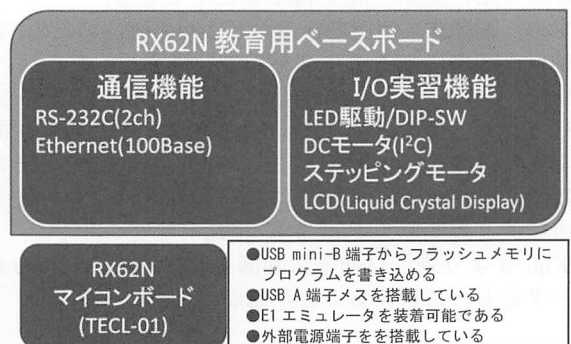 RX62N 教育用ベースボード
通信機能
RS-232C(2ch)
Ethernet(100Base)
I/O実習機能
LED駆動/DIP-SW
DCモータ(I²C)
ステッピングモータ
LCD(Liquid Crystal Display)
RX62N
マイコンボード
(TECL-01)
●USB mini-B 端子からフラッシュメモリに
プログラムを書き込める
●USB A 端子メスを搭載している
●E1 エミュレータを装着可能である
●外部電源端子をを搭載している